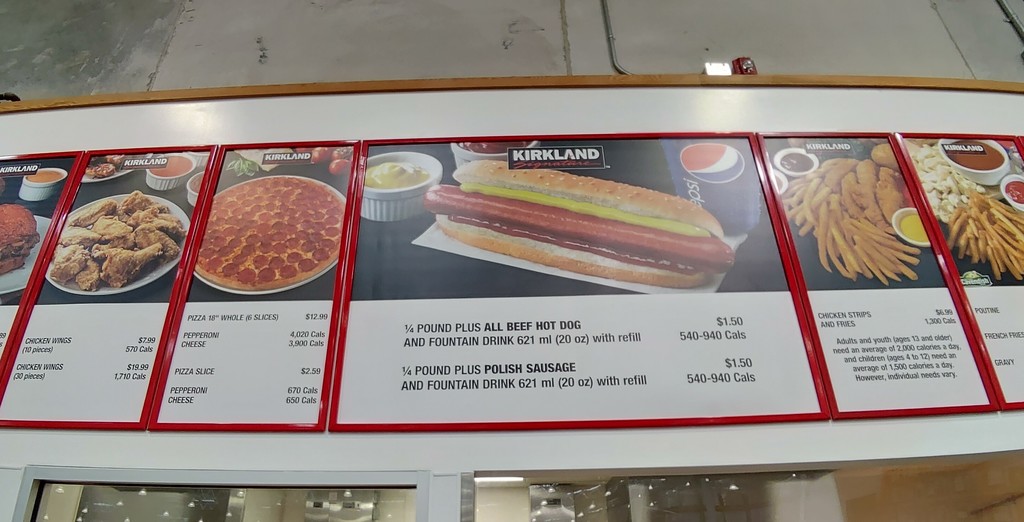 KIRKLAND
99
99
KIRKLAND
CHICKEN WINGS $7.99
(10 pieces) 570 Cals
CHICKEN WINGS $19.99
(30 pieces) 1,710 Cals
KIRKLAND
PIZZA 18" WHOLE (6 SLICES) $12.99
PEPPERONI 4,020 Cals
CHEESE 3,900 Cals
PIZZA SLICE $2.59
PEPPERONI 670 Cals
CHEESE 650 Cals
KIRKLAND
Signature
pepsi
¼ POUND PLUS ALL BEEF HOT DOG $1.50
AND FOUNTAIN DRINK 621 ml (20 oz) with refill 540-940 Cals
¼ POUND PLUS POLISH SAUSAGE $1.50
AND FOUNTAIN DRINK 621 ml (20 oz) with refill 540-940 Cals
KIRKLAND
CHICKEN STRIPS $6.99
AND FRIES 1,300 Cals
Adults and youth (ages 13 and older)
need an average of 2,000 calories a day,
and children (ages 4 to 12) need an
average of 1,500 calories a day.
However, individual needs vary.
KIRKLAND
POUTINE
FRENCH FRIES
GRAVY